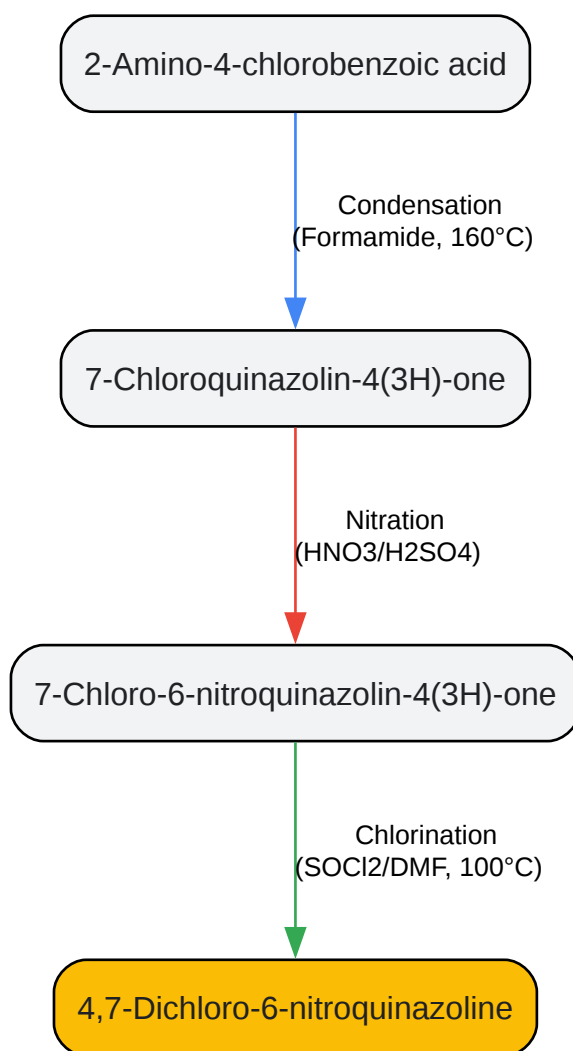 2-Amino-4-chlorobenzoic acid
Condensation
(Formamide, 160°C)
7-Chloroquinazolin-4(3H)-one
Nitration
(HNO3/H2SO4)
7-Chloro-6-nitroquinazolin-4(3H)-one
Chlorination
(SOCl2/DMF, 100°C)
4,7-Dichloro-6-nitroquinazoline